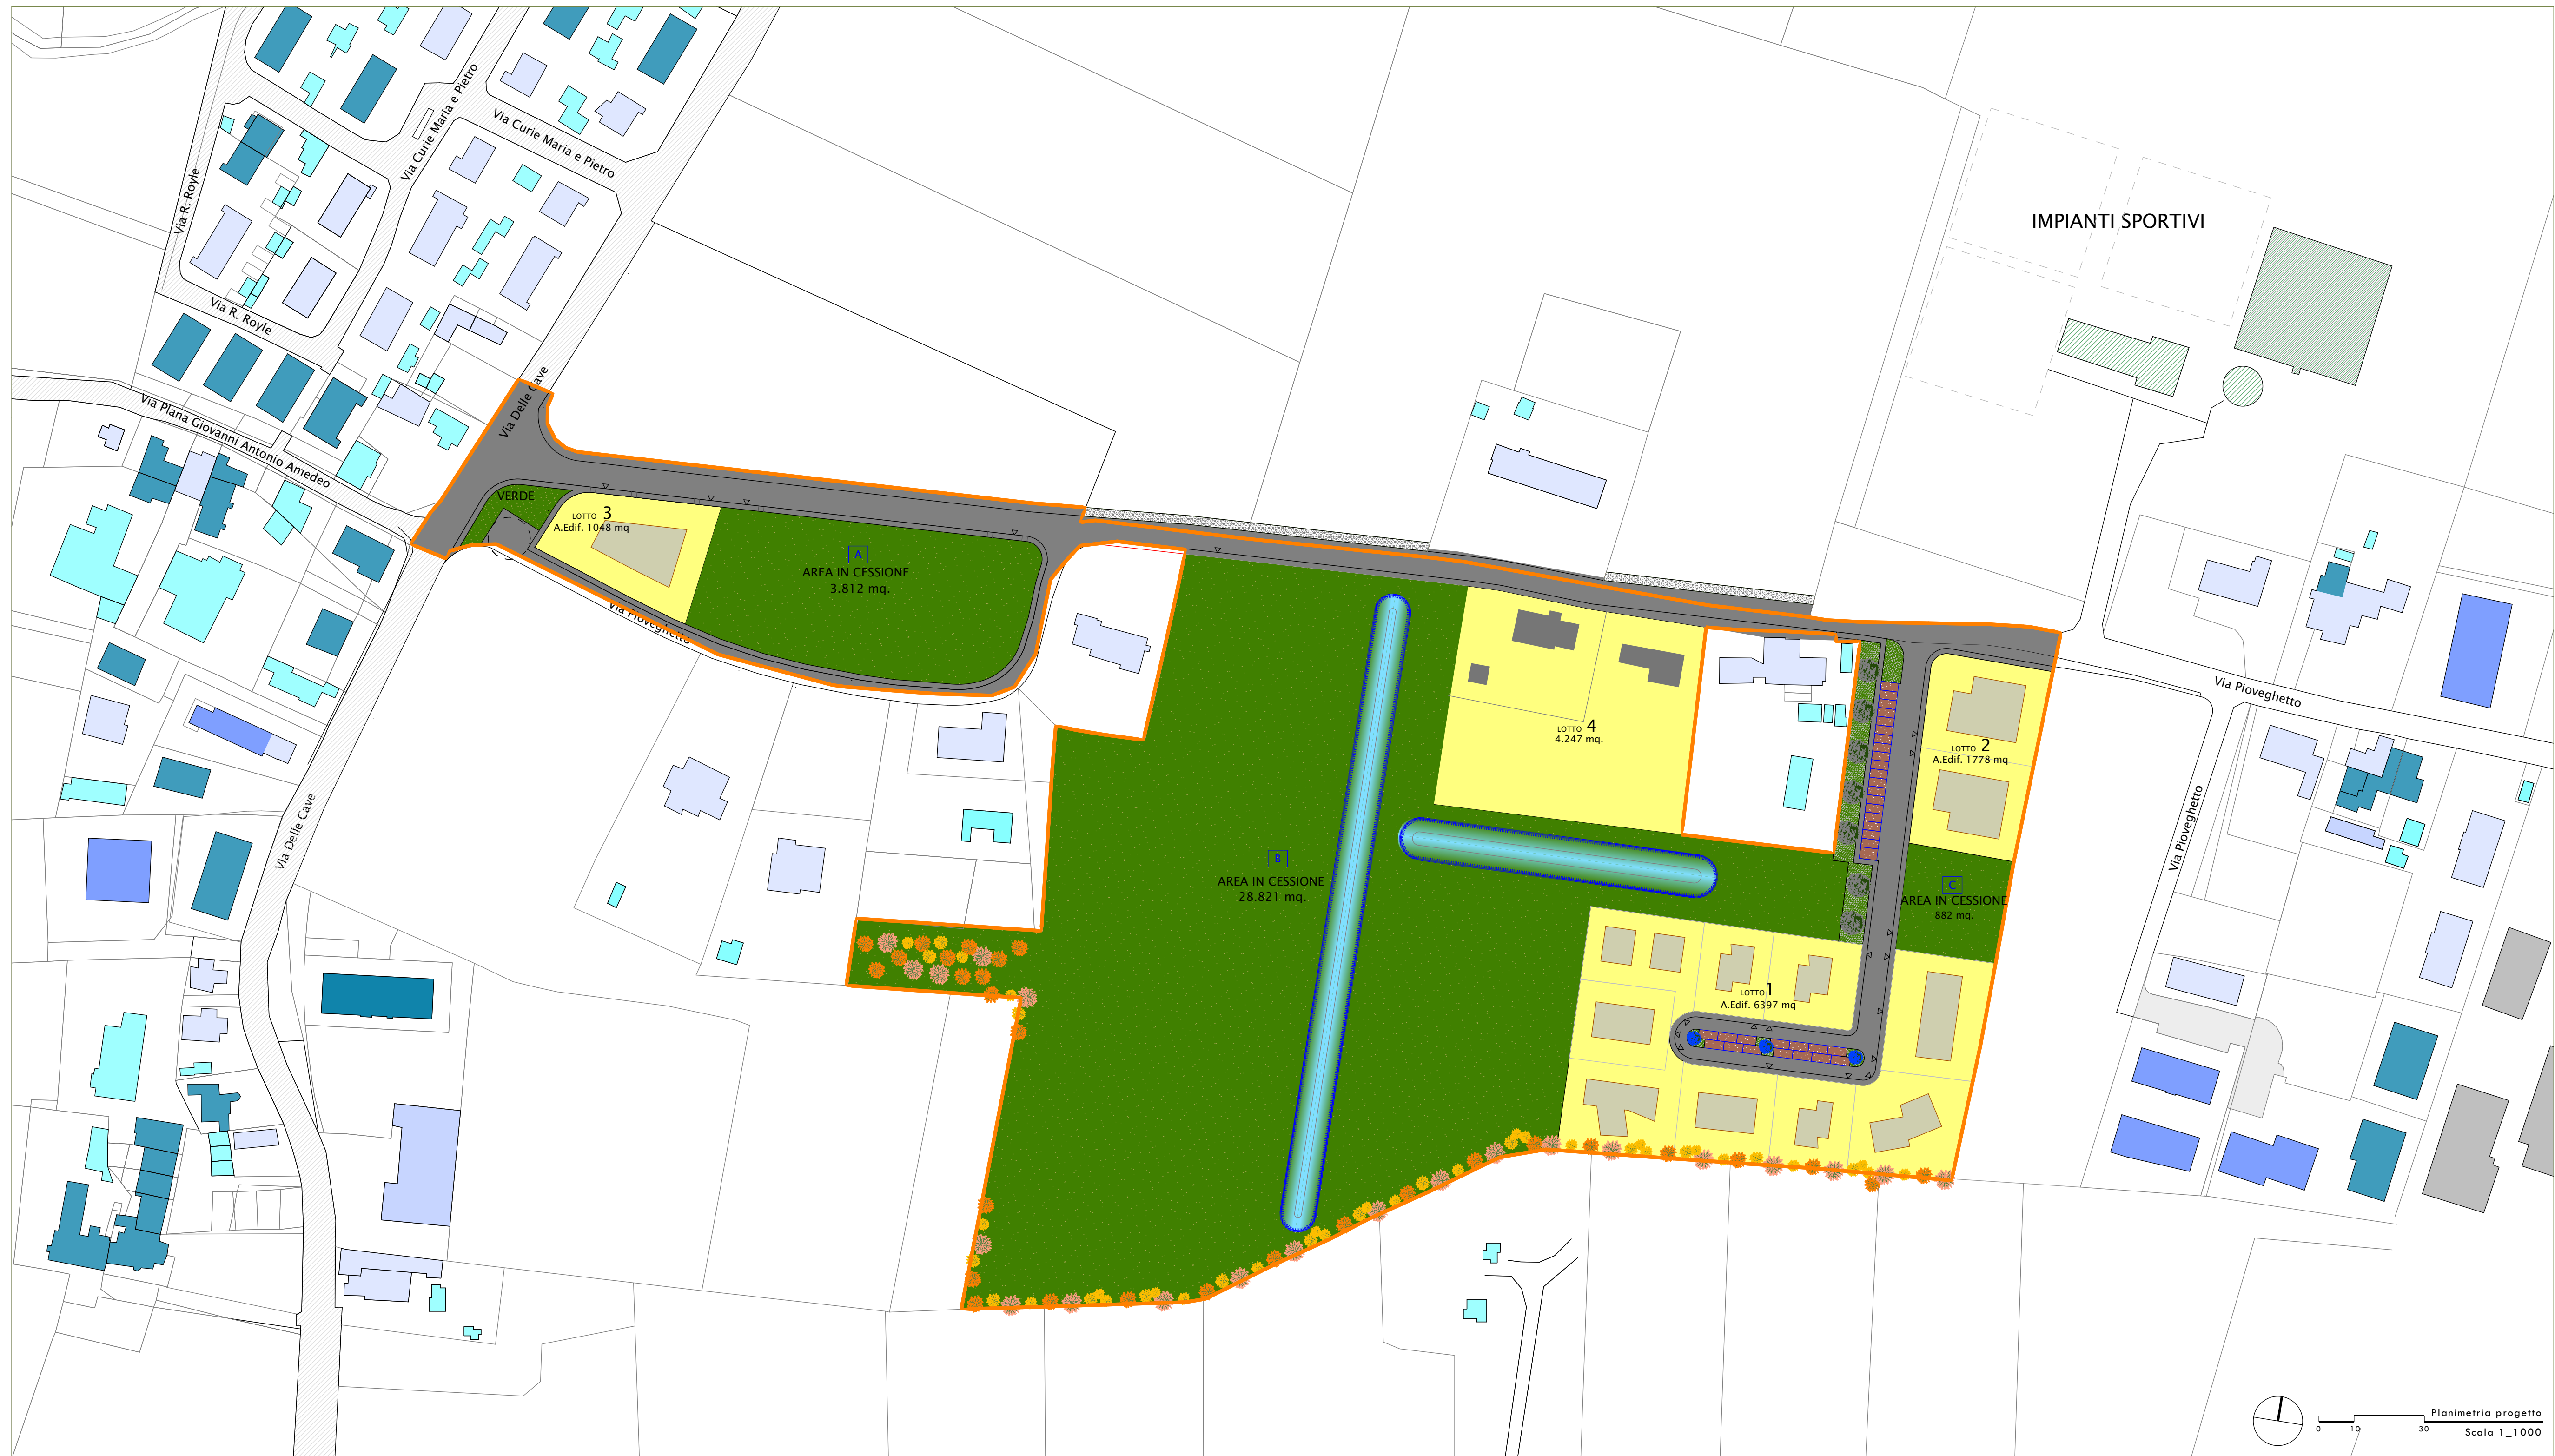 Via Curie Maria e Pietro
Via Curie Maria e Pietro
Via R. Royle
IMPIANTI SPORTIVI
Via R. Royle
Via Delle Cave
Via Plana Giovanni Antonio Amedeo
VERDE
LOTTO 3
A.Edif. 1048 mq
A
AREA IN CESSIONE
3.812 mq.
Via Pioveghetto
Via Pioveghetto
LOTTO 4
4.247 mq.
LOTTO 2
A.Edif. 1778 mq
Via Delle Cave
Via Pioveghetto
B
AREA IN CESSIONE
28.821 mq.
C
AREA IN CESSIONE
882 mq.
LOTTO 1
A.Edif. 6397 mq
Planimetria progetto
0 10 30
Scala 1_1000